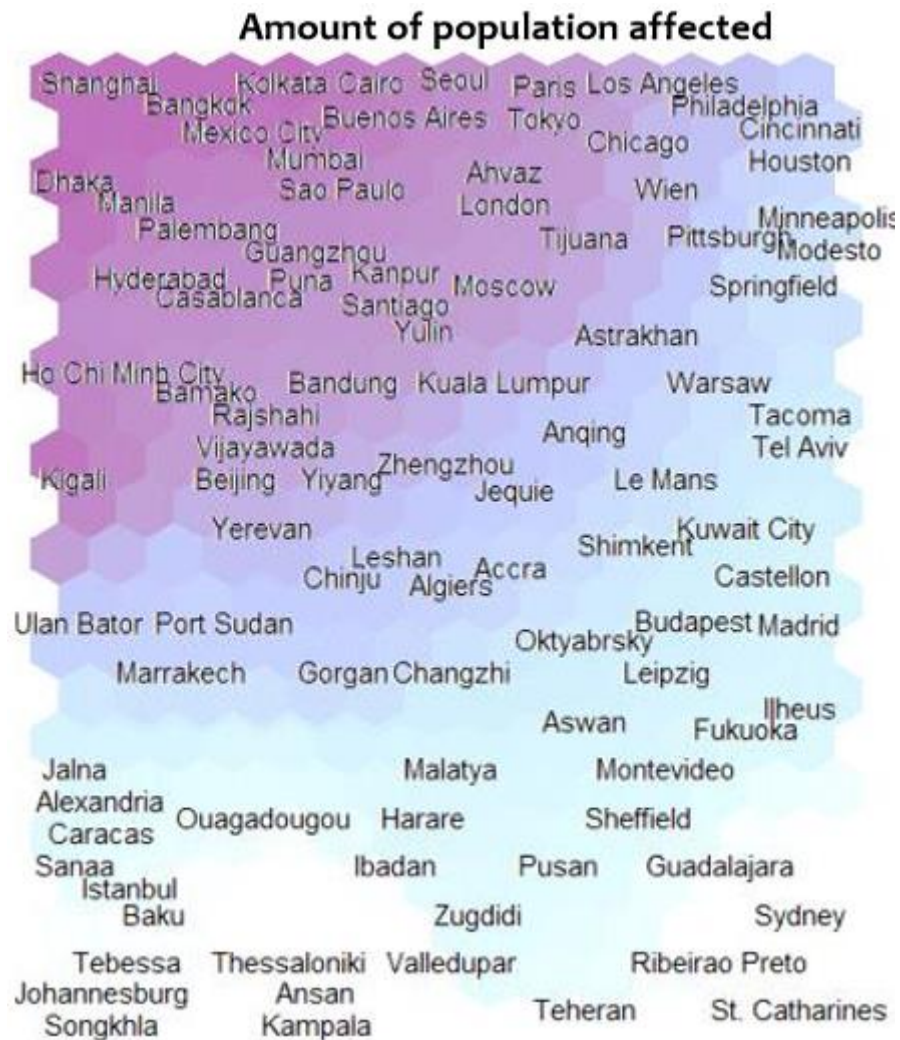 Amount of population affected
Shanghai Kolkata Cairo Seoul Paris Los Angeles
Bangkok Philadelphia
Mexico City Buenos Aires Tokyo Cincinnati
Chicago
Mumbai Houston
Dhaka Ahvaz
Sao Paulo Wien
Manila London
Palembang Minneapolis
Tijuana Pittsburgh
Guangzhou Modesto
Hyderabad Puna Kanpur
Casablanca Moscow Springfield
Santiago
Yulin Astrakhan
Ho Chi Minh City
Bamako Bandung Kuala Lumpur Warsaw
Rajshahi Tacoma
Anqing
Vijayawada Tel Aviv
Zhengzhou
Kigali Beijing Yiyang Le Mans
Jequie
Yerevan Kuwait City
Shimkent
Leshan
Chinju Accra Castellon
Algiers
Ulan Bator Port Sudan Budapest Madrid
Oktyabrsky
Marrakech Gorgan Changzhi Leipzig
Ilheus
Aswan Fukuoka
Jalna Malatya Montevideo
Alexandria
Ouagadougou Harare Sheffield
Caracas
Sanaa Ibadan Pusan Guadalajara
Istanbul
Baku Zugdidi Sydney
Tebessa Thessaloniki Valledupar Ribeirao Preto
Johannesburg Ansan
Teheran St. Catharines
Songkhla Kampala